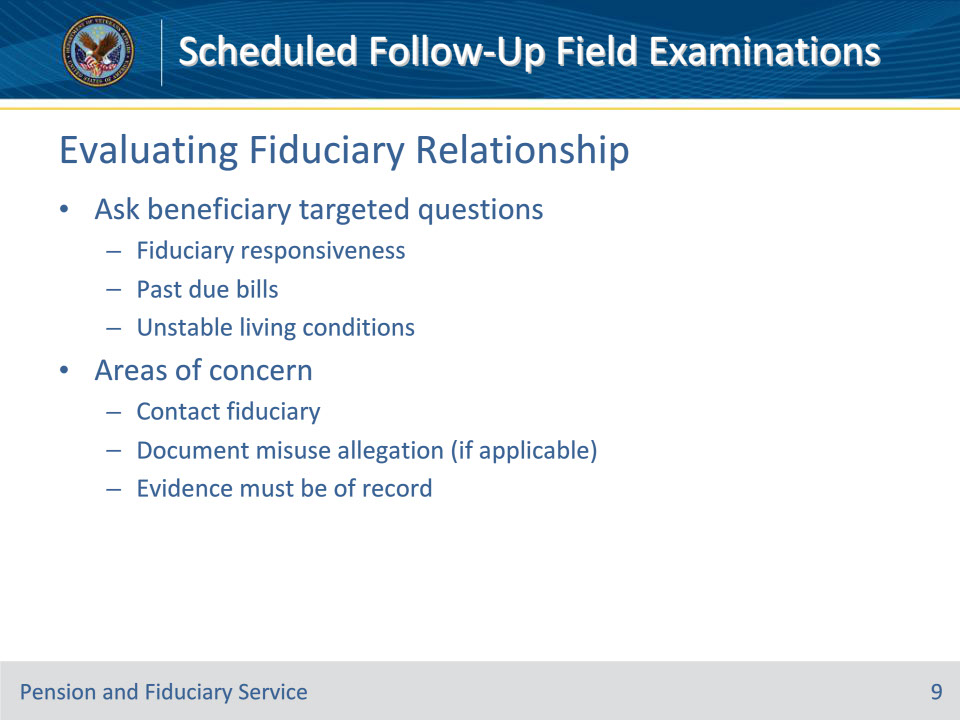 Scheduled Follow-Up Field Examinations
Evaluating Fiduciary Relationship
• Ask beneficiary targeted questions
– Fiduciary responsiveness
– Past due bills
– Unstable living conditions
• Areas of concern
– Contact fiduciary
– Document misuse allegation (if applicable)
– Evidence must be of record
Pension and Fiduciary Service
9